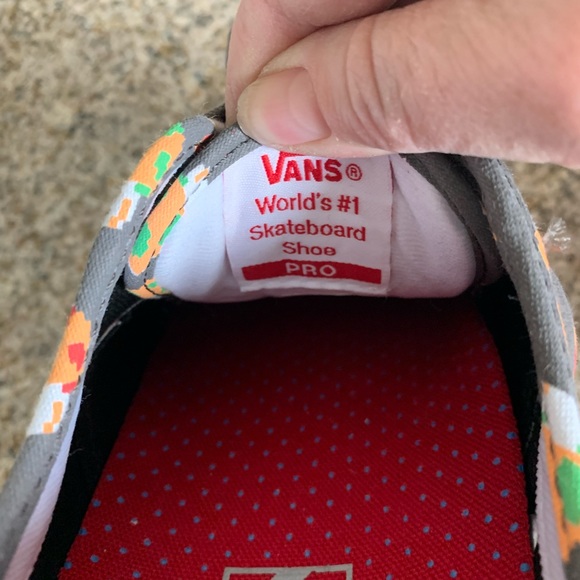 VANS®
World's #1
Skateboard
Shoe
PRO